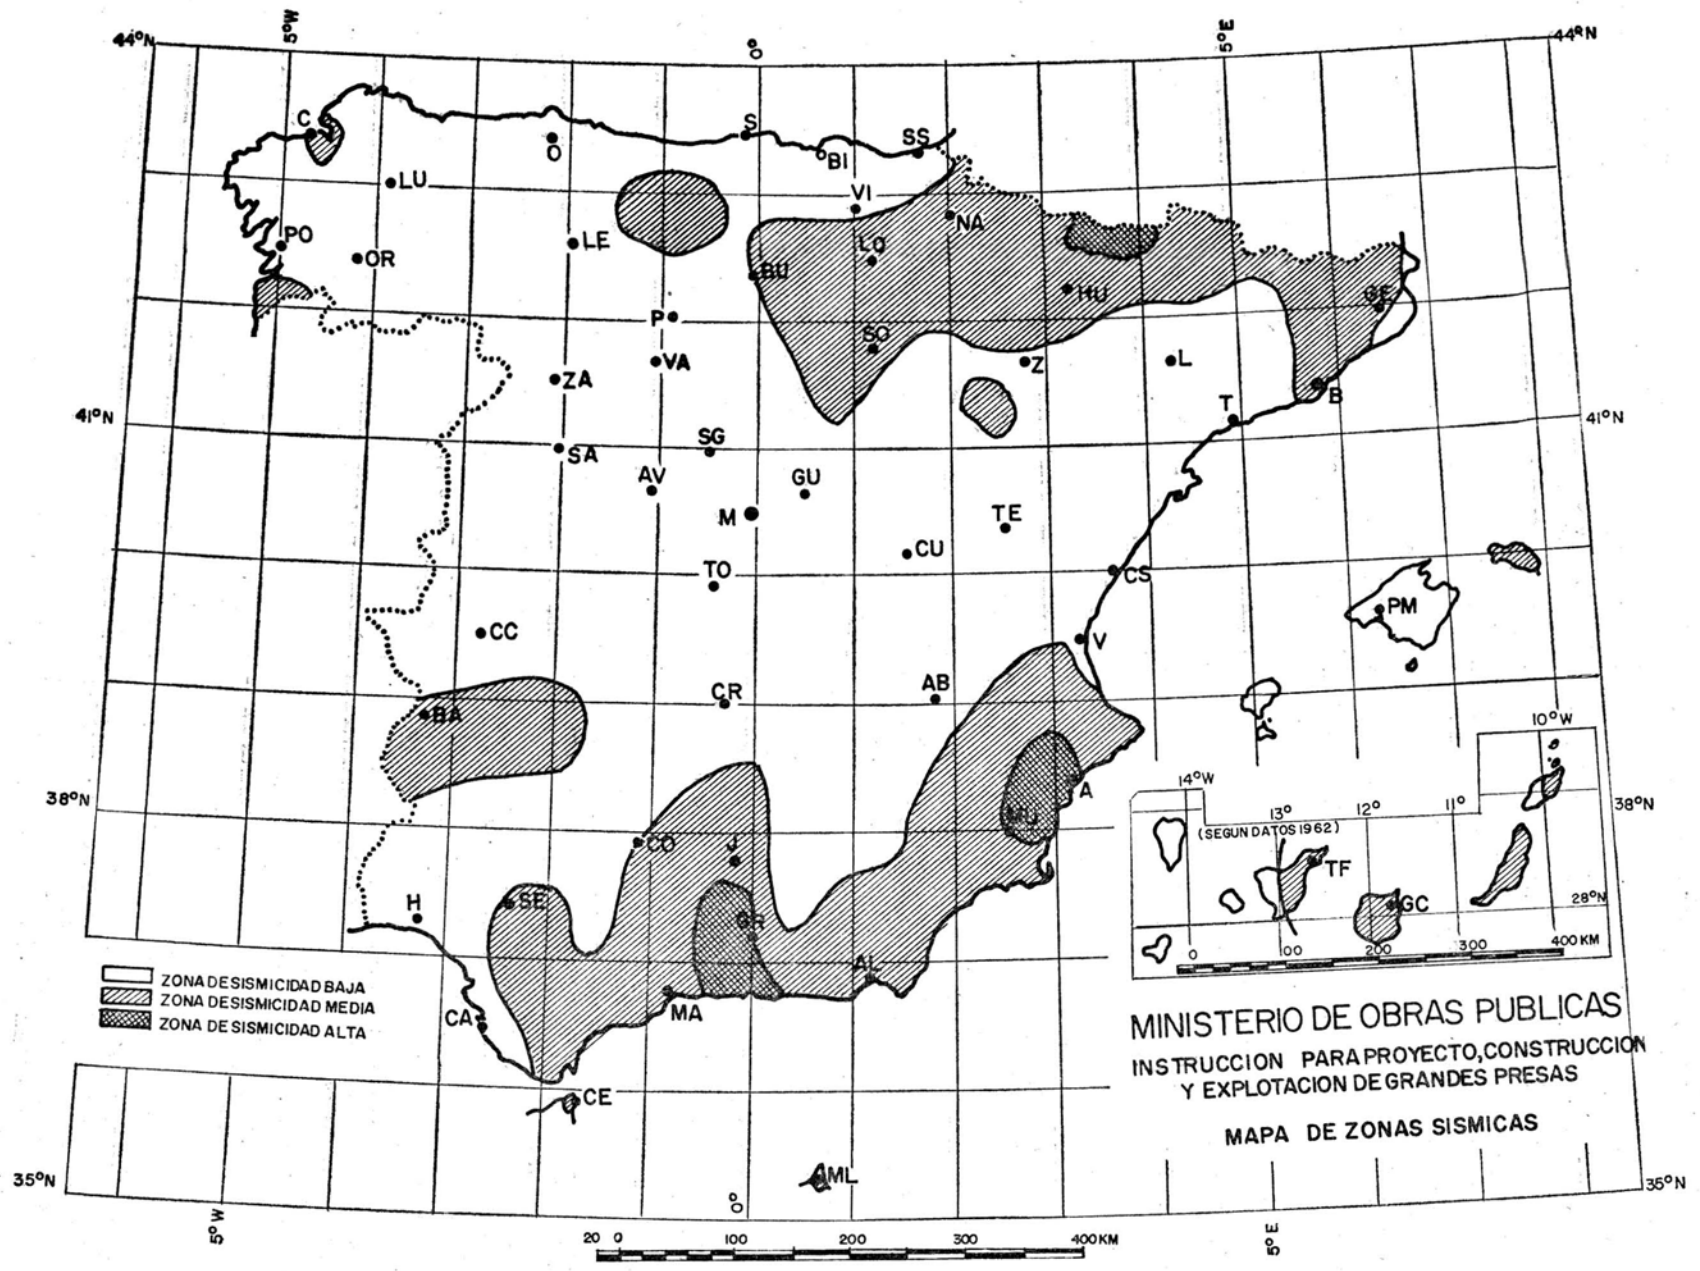 5°W
0°
5°E
44°N
44ºN
C
O
S
BI
SS
LU
VI
NA
PO
OR
LE
LO
BU
HU
GE
P
SO
VA
Z
L
ZA
B
T
41°N
41°N
SG
SA
AV
GU
M
TE
CU
CS
TO
PM
CC
V
CR
AB
BA
10°W
14°W
A
38°N
38°N
MU
13°
12°
11°
(SEGUN DATOS 1962)
CO
J
TF
H
SE
GC
28°N
GR
0
100
200
300
400 KM
AL
ZONA DE SISMICIDAD BAJA
ZONA DE SISMICIDAD MEDIA
ZONA DE SISMICIDAD ALTA
CA
MA
MINISTERIO DE OBRAS PUBLICAS
INSTRUCCION PARA PROYECTO, CONSTRUCCION
Y EXPLOTACION DE GRANDES PRESAS
CE
MAPA DE ZONAS SISMICAS
ML
35°N
35°N
5°W
0°
5°E
20 0 100 200 300 400 KM